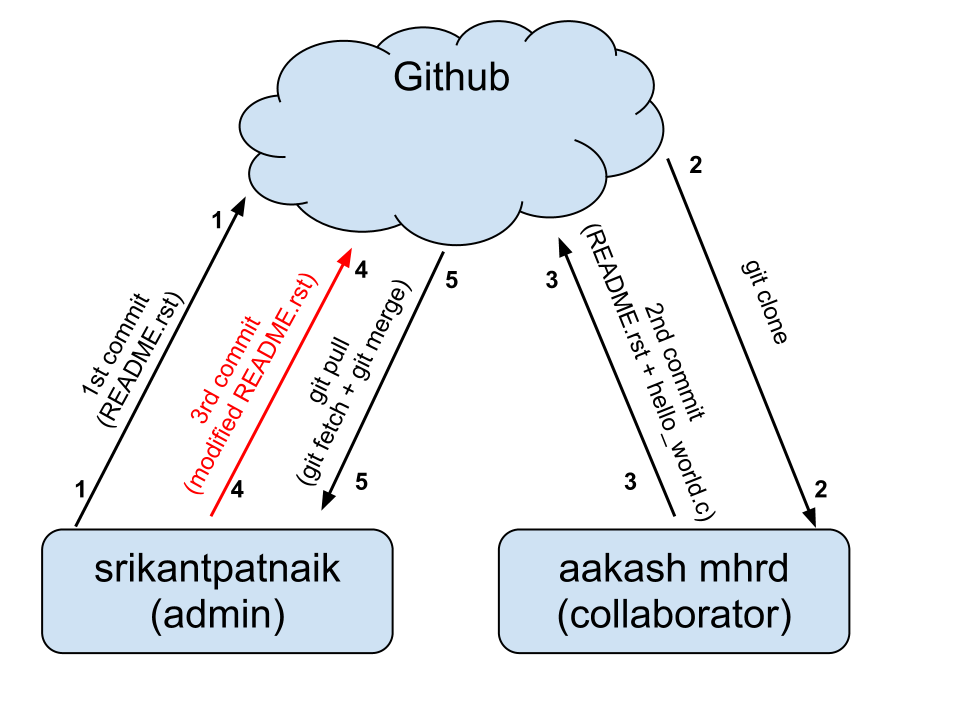 Github
1
1st commit
(README.rst)
1
4
3rd commit
(modified README.rst)
4
5
git pull
(git fetch + git merge)
5
3
2nd commit
(README.rst + hello_world.c)
3
2
git clone
2
srikantpatnaik
(admin)
aakash mhrd
(collaborator)